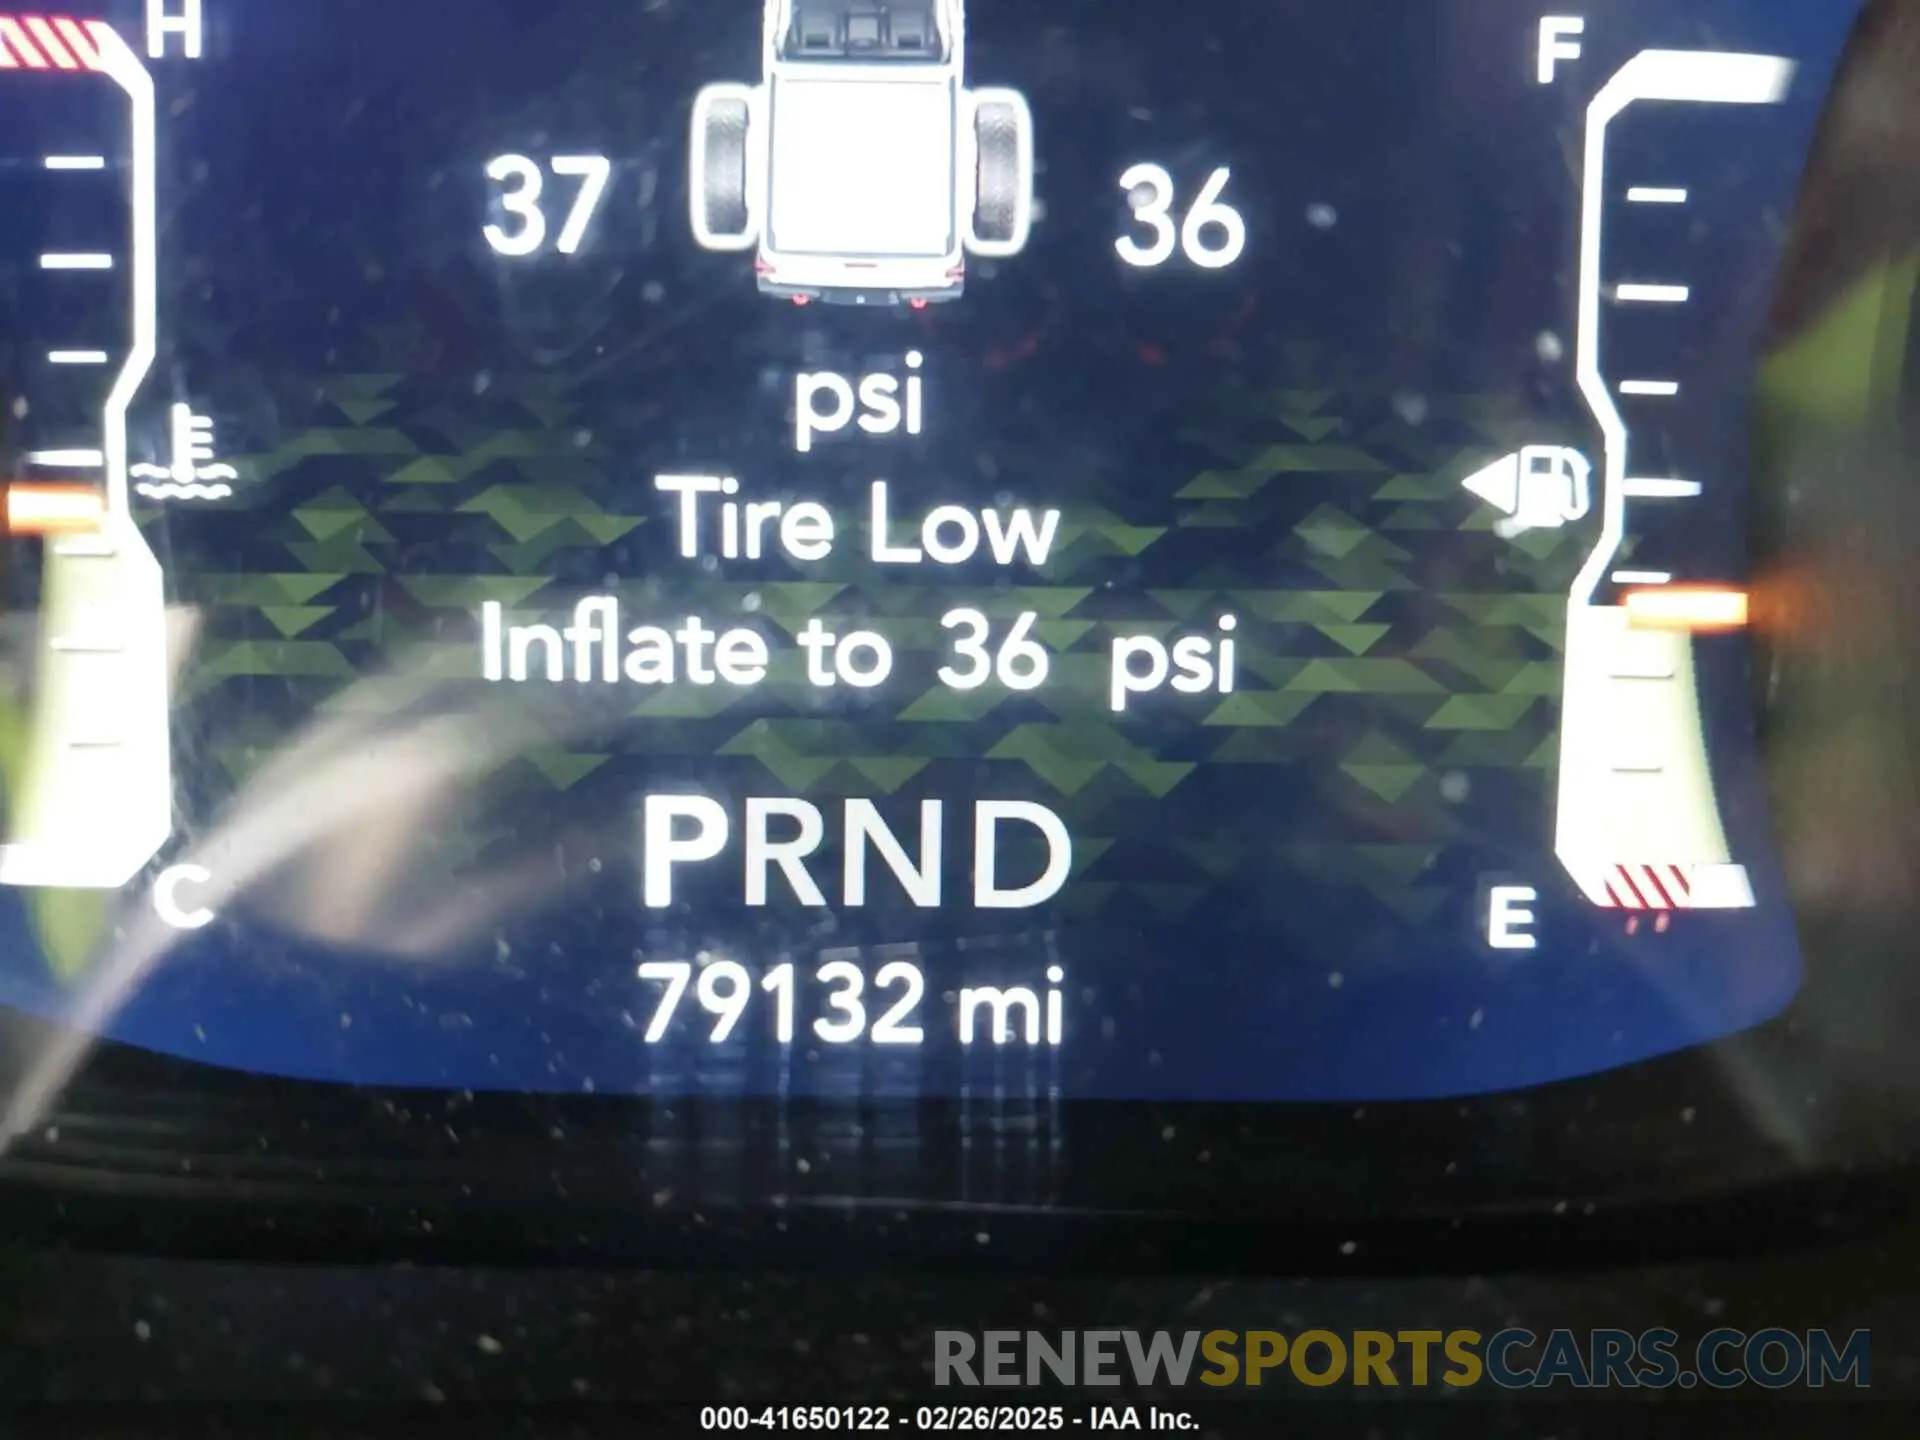 H
F
37
36
psi
Tire Low
Inflate to 36 psi
PRND
C
E
79132 mi
RENEWSPORTSCARS.COM
000-41650122 - 02/26/2025 - IAA Inc.